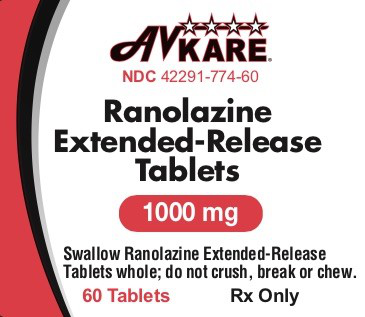 AVKARE®
NDC 42291-774-60
Ranolazine
Extended-Release
Tablets
1000 mg
Swallow Ranolazine Extended-Release
Tablets whole; do not crush, break or chew.
60 Tablets Rx Only